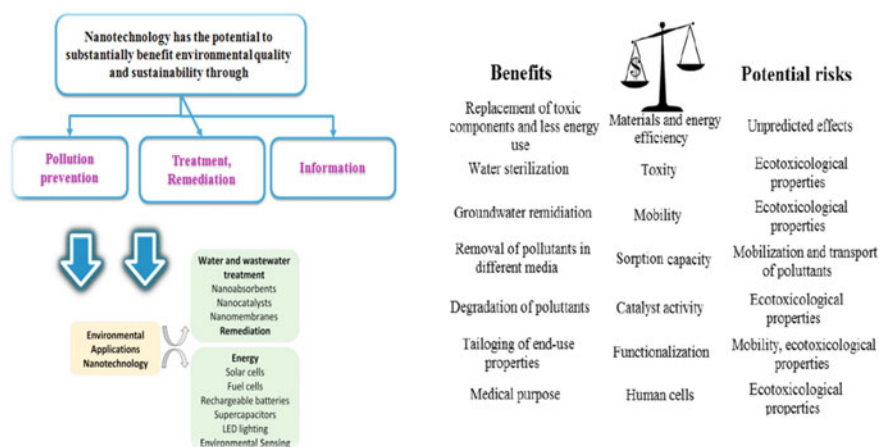 Nanotechnology has the potential to
substantially benefit environmental quality
and sustainability through
Pollution
prevention
Treatment,
Remediation
Information
Water and wastewater
treatment
Nanoabsorbents
Nanocatalysts
Nanomembranes
Remediation
Environmental
Applications
Nanotechnology
Energy
Solar cells
Fuel cells
Rechargeable batteries
Supercapacitors
LED lighting
Environmental Sensing
$
Benefits
Potential risks
Replacement of toxic
components and less energy
use
Materials and energy
efficiency
Unpredicted effects
Water sterilization
Toxity
Ecotoxicological
properties
Groundwater remidiation
Mobility
Ecotoxicological
properties
Removal of pollutants in
different media
Sorption capacity
Mobilization and transport
of poluttants
Degradation of poluttants
Catalyst activity
Ecotoxicological
properties
Tailoging of end-use
properties
Functionalization
Mobility, ecotoxicological
properties
Medical purpose
Human cells
Ecotoxicological
properties